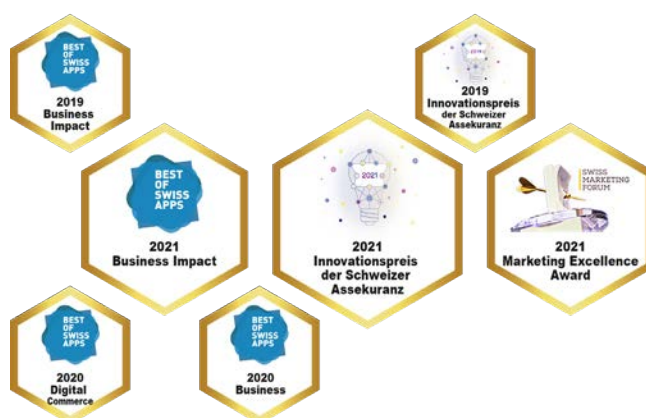 BEST
OF
SWISS
APPS
2019
Business
Impact
2019
Innovationspreis
der Schweizer
Assekuranz
BEST
OF
SWISS
APPS
2021
Business Impact
2021
2021
Innovationspreis
der Schweizer
Assekuranz
SWISS
MARKETING
FORUM
2021
Marketing Excellence
Award
BEST
OF
SWISS
APPS
2020
Digital
Commerce
BEST
OF
SWISS
APPS
2020
Business